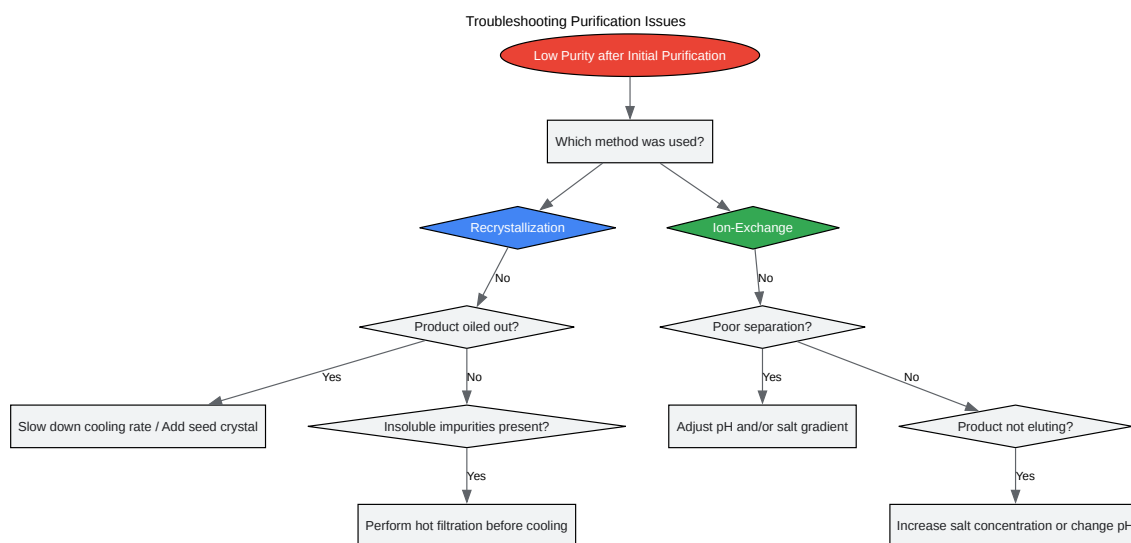 Troubleshooting Purification Issues
Low Purity after Initial Purification
Which method was used?
Recrystallization
Ion-Exchange
No
No
Product oiled out?
Poor separation?
Yes
No
Yes
No
Slow down cooling rate / Add seed crystal
Insoluble impurities present?
Adjust pH and/or salt gradient
Product not eluting?
Yes
Yes
Perform hot filtration before cooling
Increase salt concentration or change pH